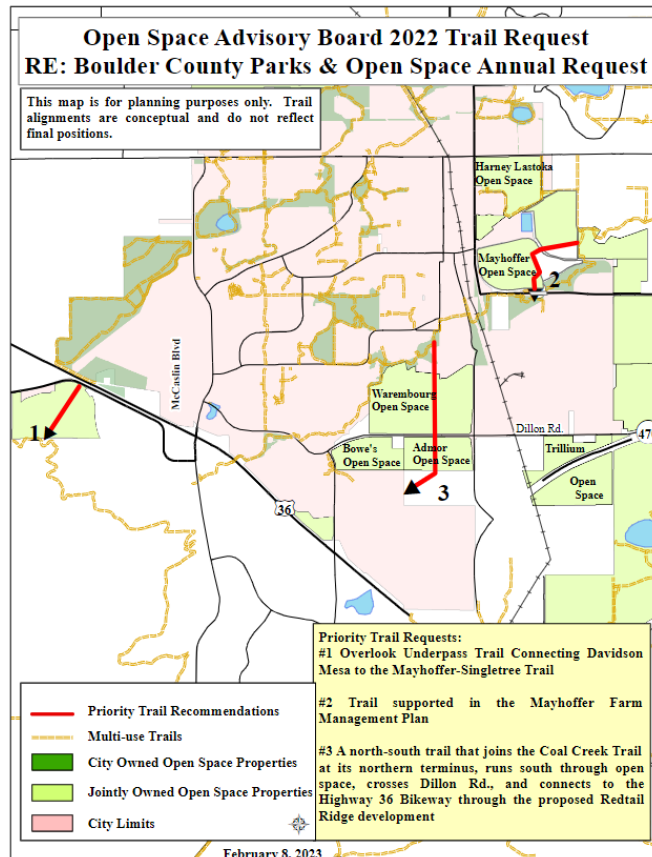 Open Space Advisory Board 2022 Trail Request
RE: Boulder County Parks & Open Space Annual Request
This map is for planning purposes only. Trail
alignments are conceptual and do not reflect
final positions.
Harney Lastoka
Open Space
Mayhoffer
Open Space
2
McCaslin Blvd
1
Warembourg
Open Space
Dillon Rd.
47
Bowe's
Open Space
Admor
Open Space
Trillium
Open
Space
3
36
Priority Trail Requests:
#1 Overlook Underpass Trail Connecting Davidson
Mesa to the Mayhoffer-Singletree Trail
#2 Trail supported in the Mayhoffer Farm
Management Plan
#3 A north-south trail that joins the Coal Creek Trail
at its northern terminus, runs south through open
space, crosses Dillon Rd., and connects to the
Highway 36 Bikeway through the proposed Redtail
Ridge development
Priority Trail Recommendations
Multi-use Trails
City Owned Open Space Properties
Jointly Owned Open Space Properties
City Limits
February 8, 2023